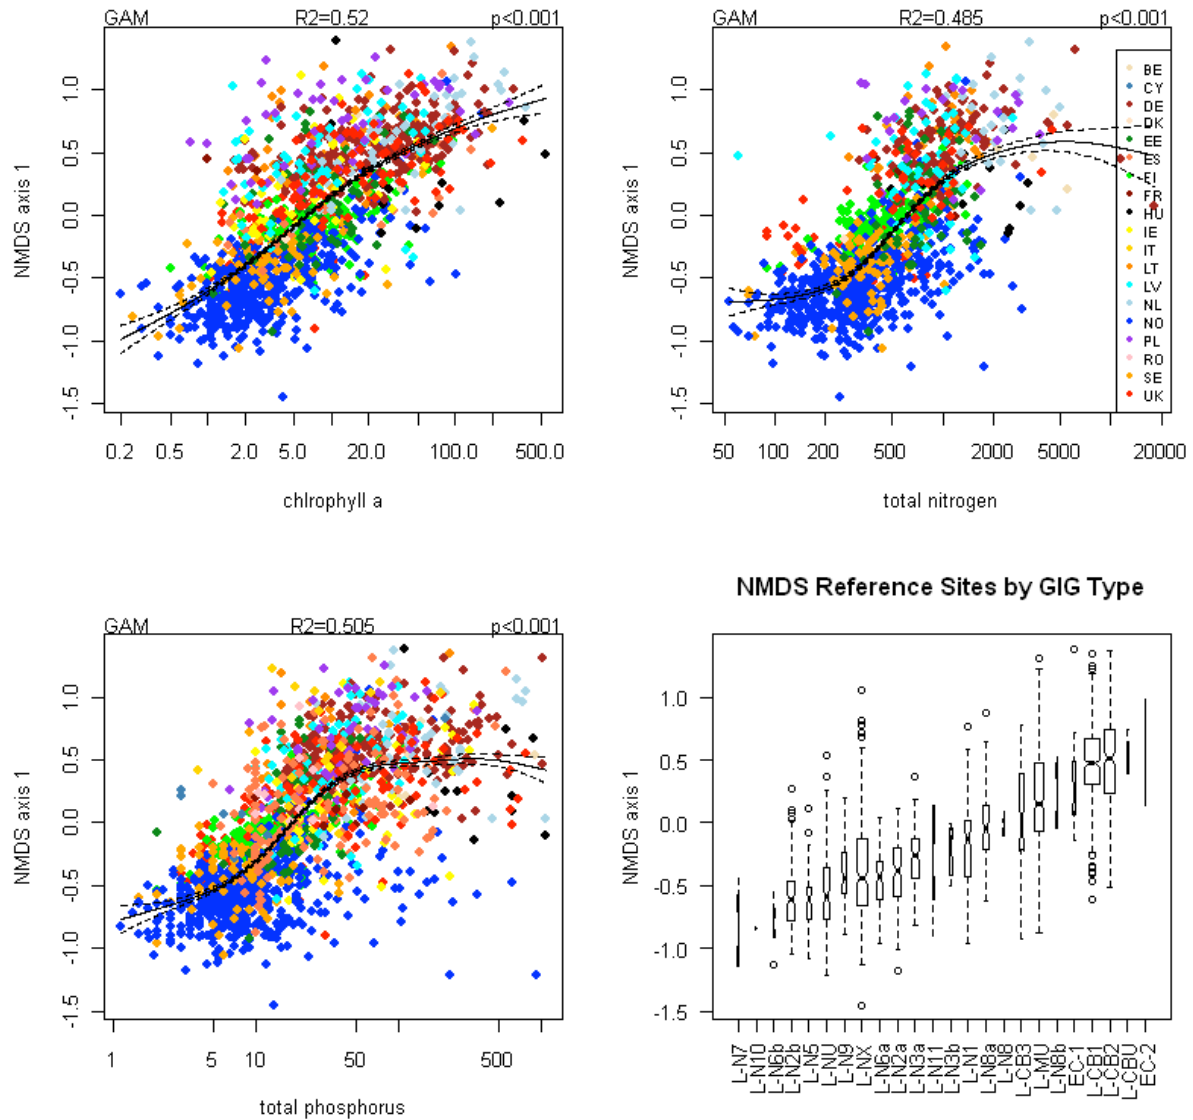 GAM R2=0.52 p<0.001
NMDS axis 1
1.0
0.5
0.0
-0.5
-1.0
-1.5
0.2 0.5 2.0 5.0 20.0 100.0 500.0
chlrophyll a
GAM R2=0.485 p<0.001
NMDS axis 1
1.0
0.5
0.0
-0.5
-1.0
-1.5
BE
CY
DE
DK
EE
ES
EI
FR
HU
IE
IT
LT
LV
NL
NO
PL
RO
SE
UK
50 100 200 500 2000 5000 20000
total nitrogen
GAM R2=0.505 p<0.001
NMDS axis 1
1.0
0.5
0.0
-0.5
-1.0
-1.5
1 5 10 50 500
total phosphorus
NMDS Reference Sites by GIG Type
NMDS axis 1
1.0
0.5
0.0
-0.5
-1.0
-1.5
L-N7
L-N10
L-N6b
L-N2b
L-N5
L-NU
L-N9
L-NX
L-N6a
L-N2a
L-N3a
L-N11
L-N3b
L-N1
L-N8a
L-N8
L-CB3
L-MU
L-N8b
EC-1
L-CB1
L-CB2
L-CBU
EC-2